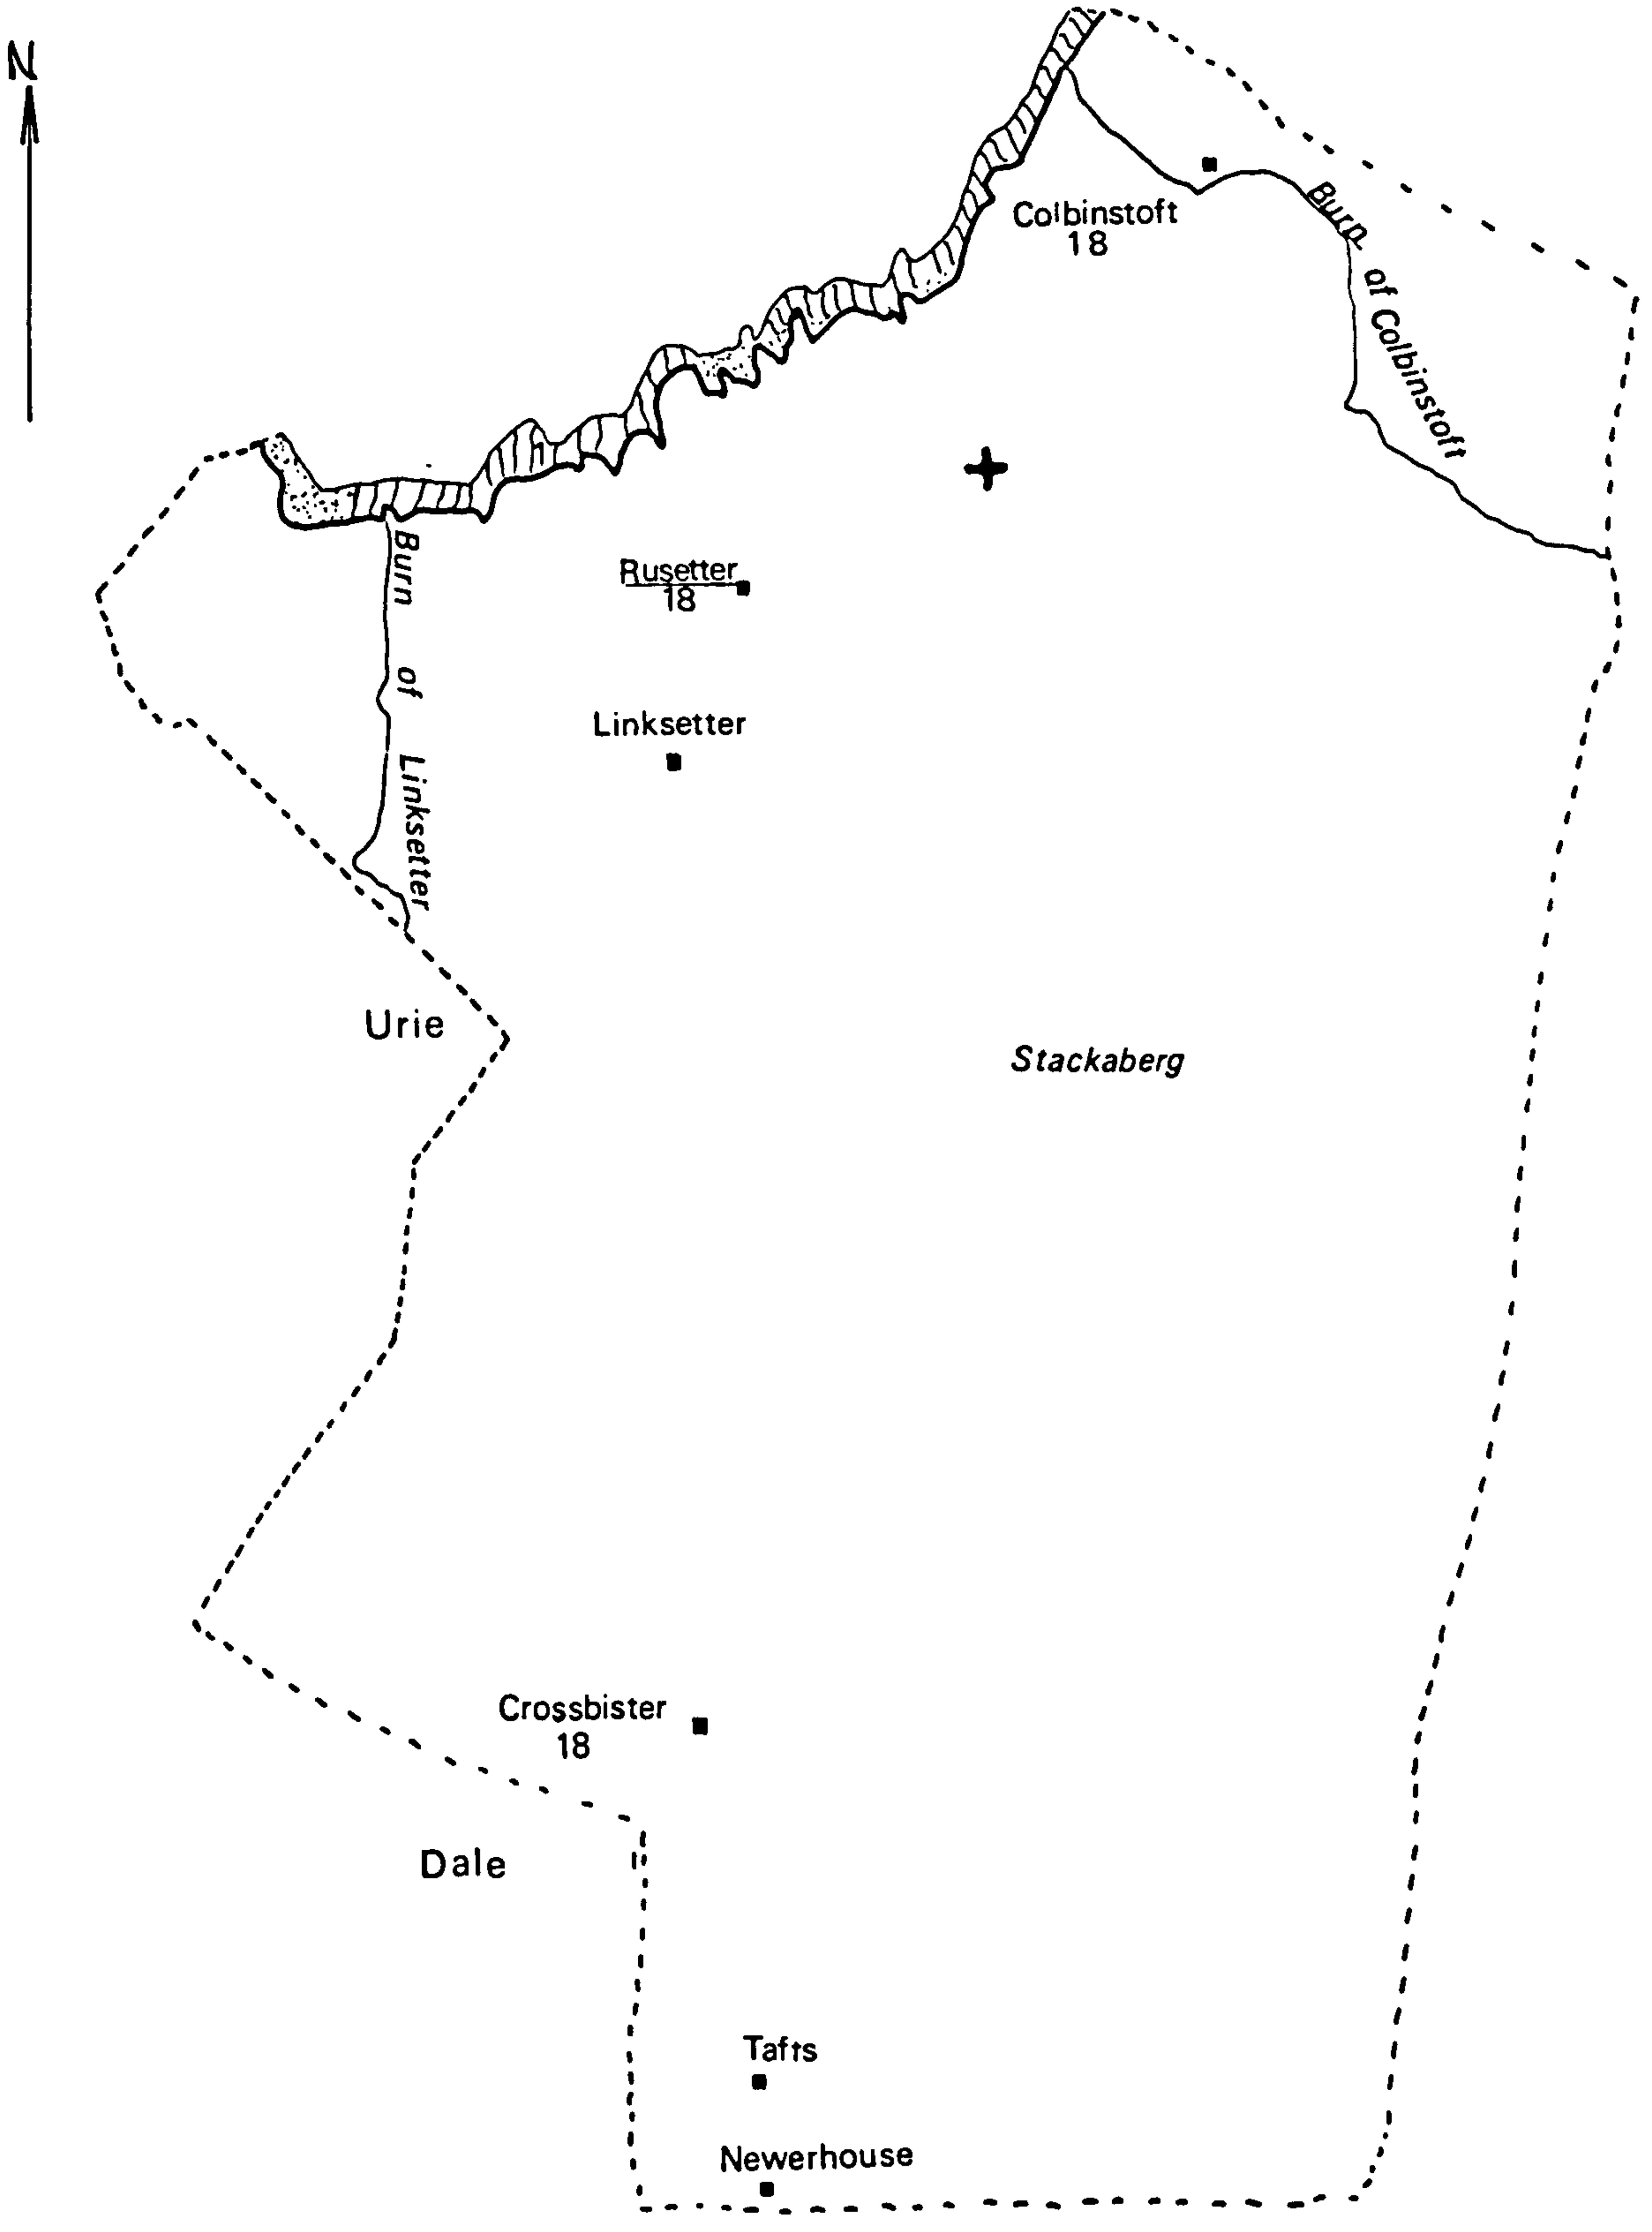 N
Colbinstoft
18
Burn of Colbinstoft
Burn of Linksetter
Rusetter
18
Linksetter
Urie
Stackaberg
Crossbister
18
Dale
Tafts
Newerhouse